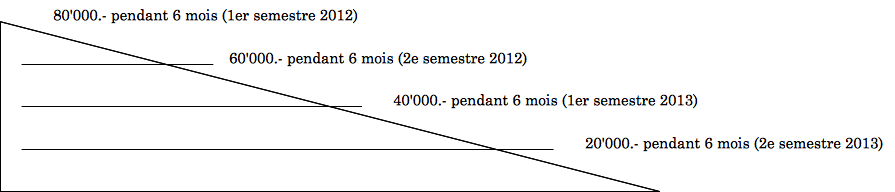 80'000.- pendant 6 mois (1er semestre 2012)
60'000.- pendant 6 mois (2e semestre 2012)
40'000.- pendant 6 mois (1er semestre 2013)
20'000.- pendant 6 mois (2e semestre 2013)